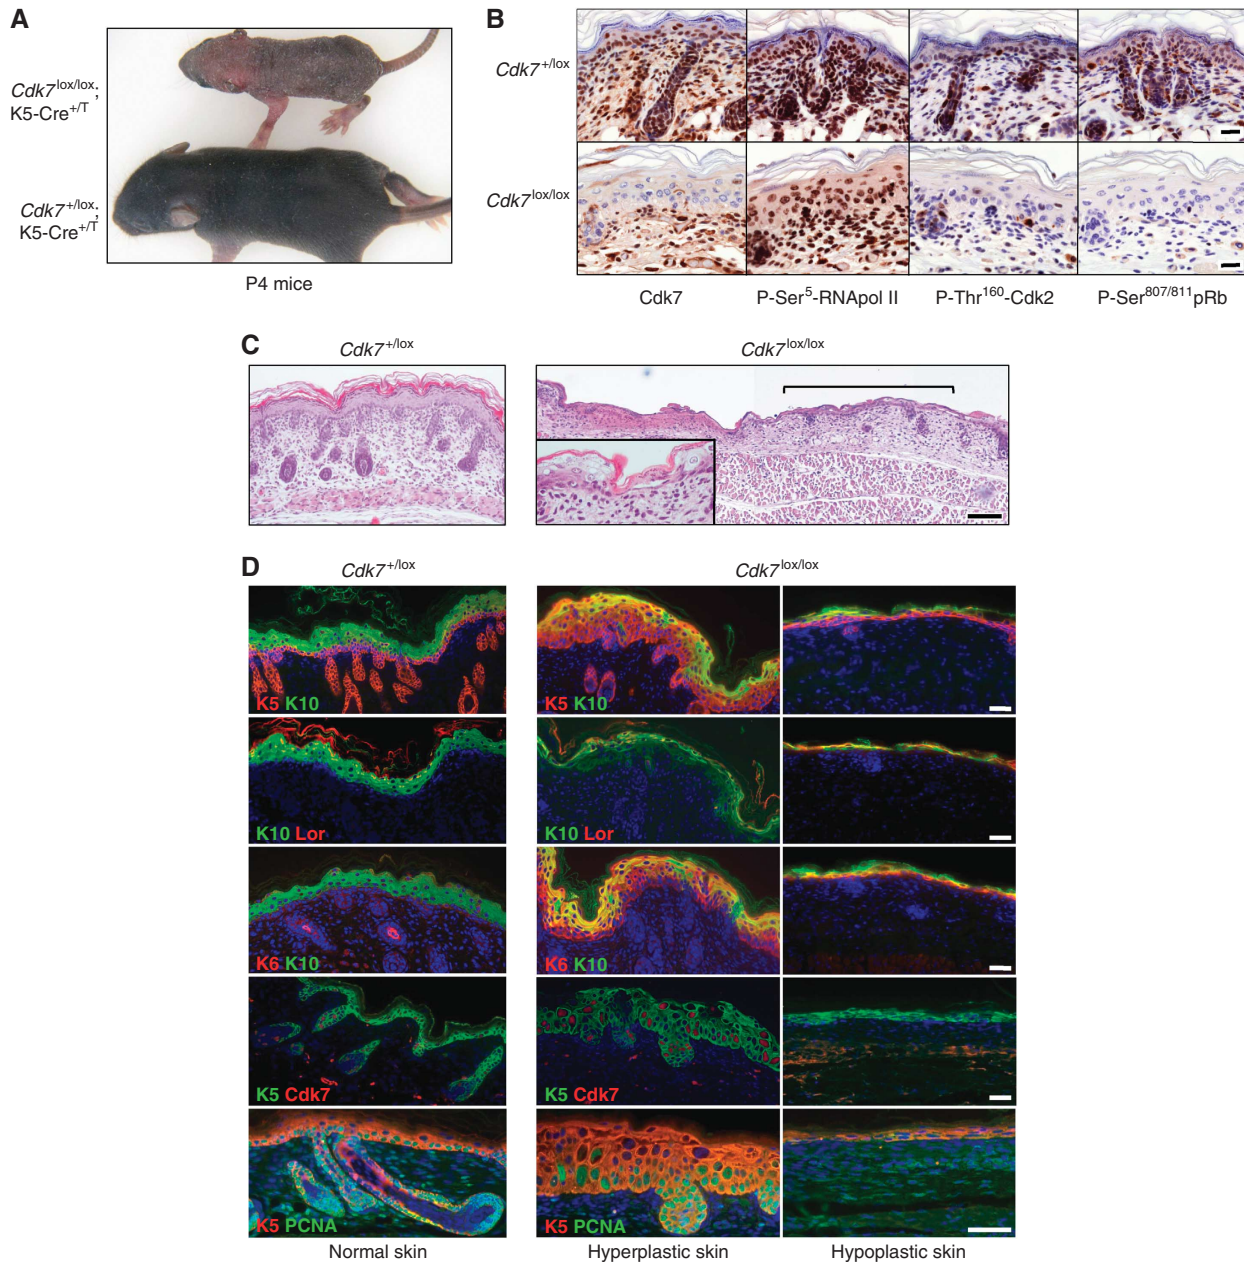 A
Cdk7lox/lox;
K5-Cre+/T
Cdk7+/lox;
K5-Cre+/T
P4 mice
B
Cdk7+/lox
Cdk7lox/lox
Cdk7
P-Ser5-RNApol II
P-Thr160-Cdk2
P-Ser807/811pRb
C
Cdk7+/lox
Cdk7lox/lox
D
Cdk7+/lox
Cdk7lox/lox
K5 K10
K5 K10
K10 Lor
K10 Lor
K6 K10
K6 K10
K5 Cdk7
K5 Cdk7
K5 PCNA
K5 PCNA
Normal skin
Hyperplastic skin
Hypoplastic skin